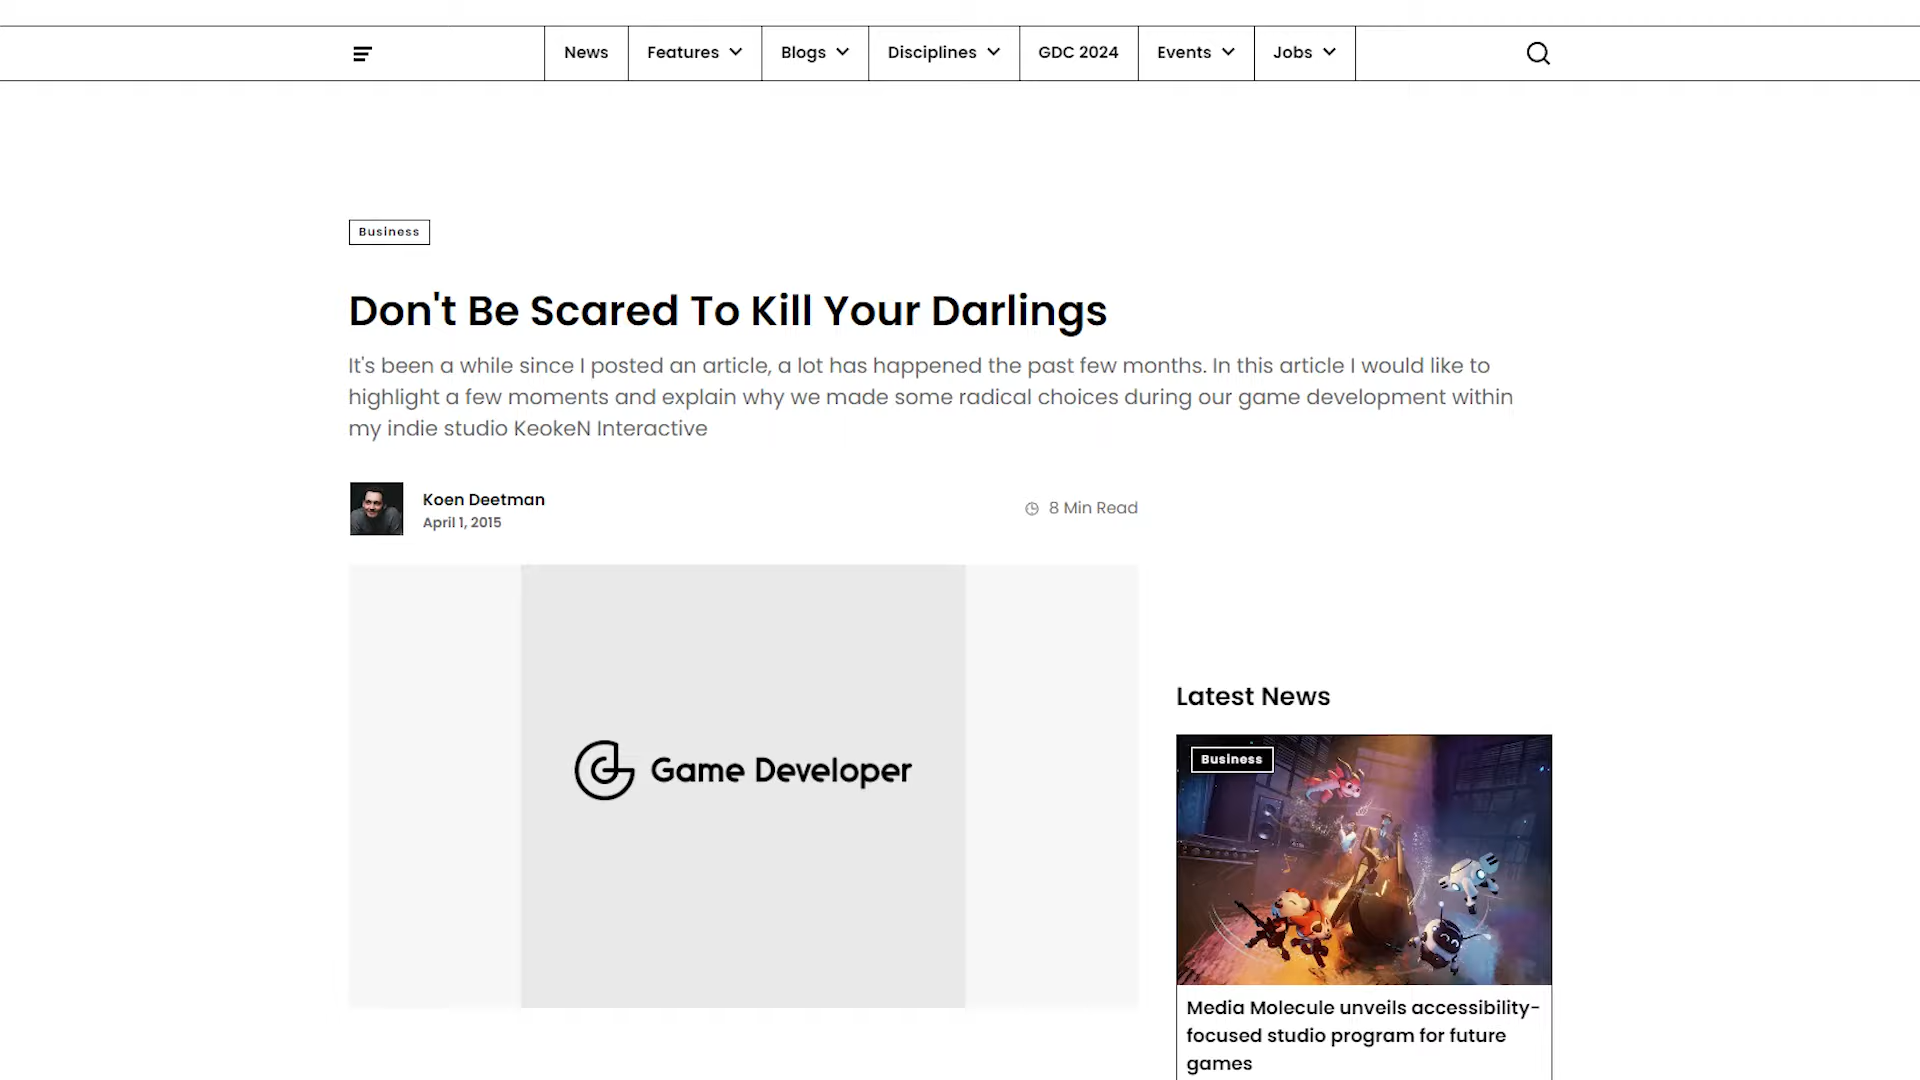 News
Features
Blogs
Disciplines
GDC 2024
Events
Jobs
Business
Don't Be Scared To Kill Your Darlings
It's been a while since I posted an article, a lot has happened the past few months. In this article I would like to
highlight a few moments and explain why we made some radical choices during our game development within
my indie studio KeokeN Interactive
Koen Deetman
April 1, 2015
8 Min Read
Game Developer
Latest News
Business
Media Molecule unveils accessibility-
focused studio program for future
games